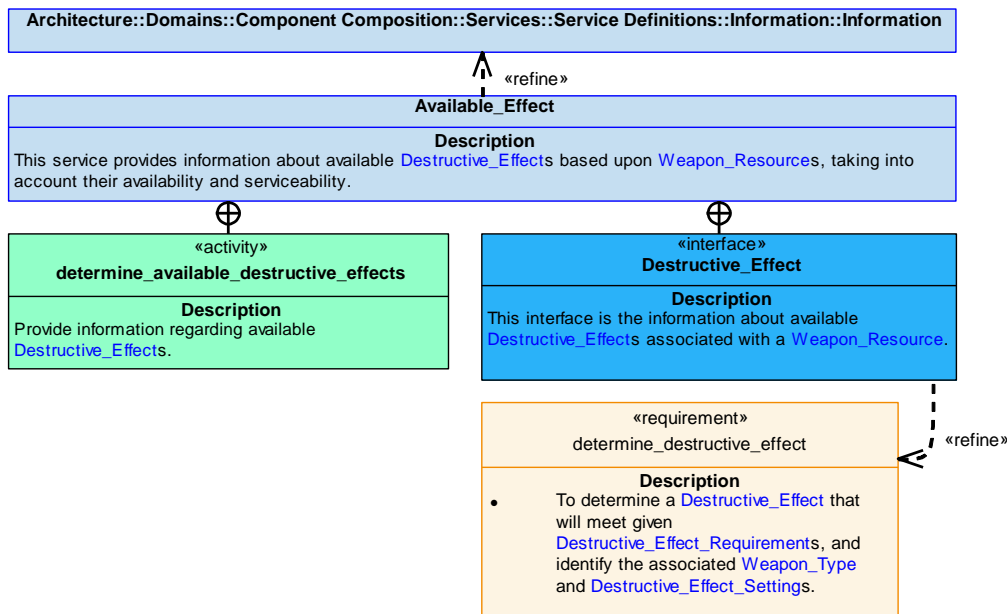 Architecture::Domains::Component Composition::Services::Service Definitions::Information::Information
«refine»
Available_Effect
Description
This service provides information about available Destructive_Effects based upon Weapon_Resources, taking into
account their availability and serviceability.
«activity»
determine_available_destructive_effects
Description
Provide information regarding available
Destructive_Effects.
«interface»
Destructive_Effect
Description
This interface is the information about available
Destructive_Effects associated with a Weapon_Resource.
«refine»
«requirement»
determine_destructive_effect
Description
• To determine a Destructive_Effect that
will meet given
Destructive_Effect_Requirements, and
identify the associated Weapon_Type
and Destructive_Effect_Settings.